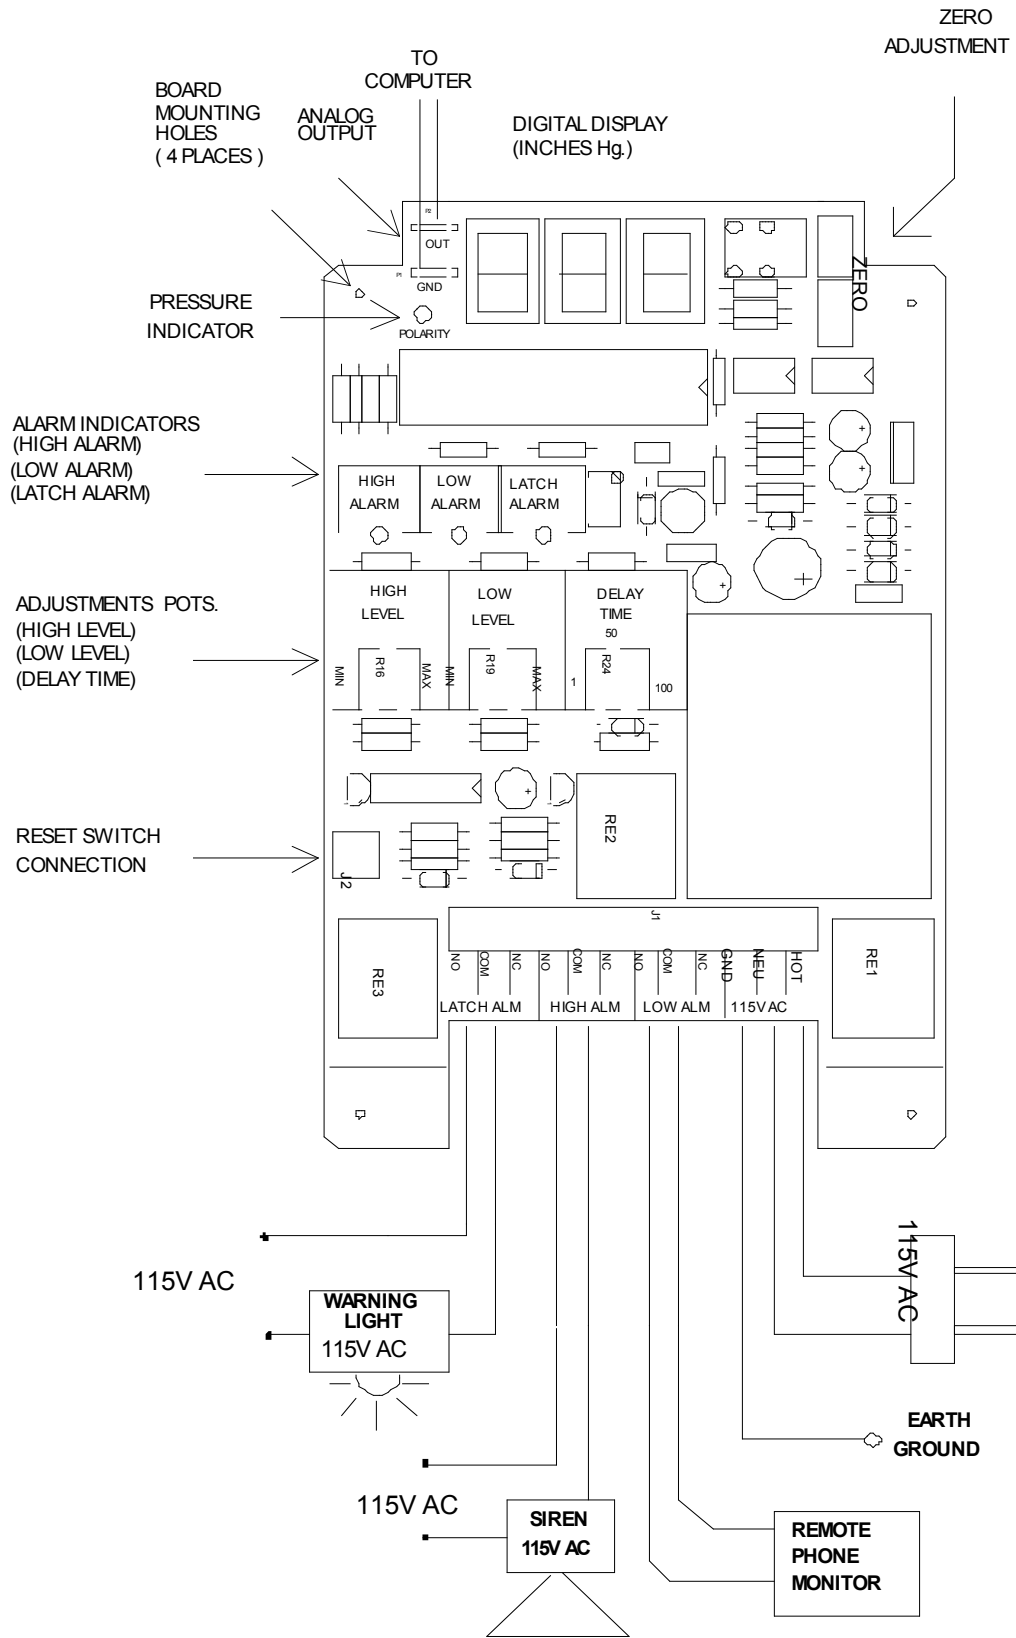 ZERO
ADJUSTMENT
TO
COMPUTER
BOARD
MOUNTING
HOLES
( 4 PLACES )
ANALOG
OUTPUT
DIGITAL DISPLAY
(INCHES Hg.)
P2
OUT
P1
GND
ZERO
PRESSURE
INDICATOR
POLARITY
ALARM INDICATORS
(HIGH ALARM)
(LOW ALARM)
(LATCH ALARM)
HIGH
ALARM
LOW
ALARM
LATCH
ALARM
+
+
+
+
ADJUSTMENTS POTS.
(HIGH LEVEL)
(LOW LEVEL)
(DELAY TIME)
HIGH
LEVEL
LOW
LEVEL
DELAY
TIME
50
MIN
R16
MAX
MIN
R19
MAX
1
R24
100
+
RE2
RESET SWITCH
CONNECTION
J2
J1
RE3
NO
COM
NC
NO
COM
NC
NO
COM
NC
GND
NEU
HOT
RE1
LATCH ALM
HIGH ALM
LOW ALM
115V AC
115V AC
WARNING
LIGHT
115V AC
115V AC
EARTH
GROUND
115V AC
SIREN
115V AC
REMOTE
PHONE
MONITOR